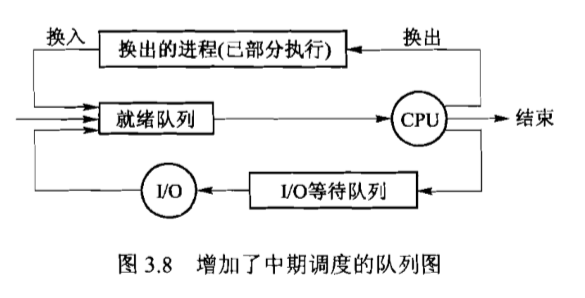 换入
换出的进程(已部分执行)
换出
就绪队列
CPU
结束
I/O
I/O等待队列
图 3.8 增加了中期调度的队列图